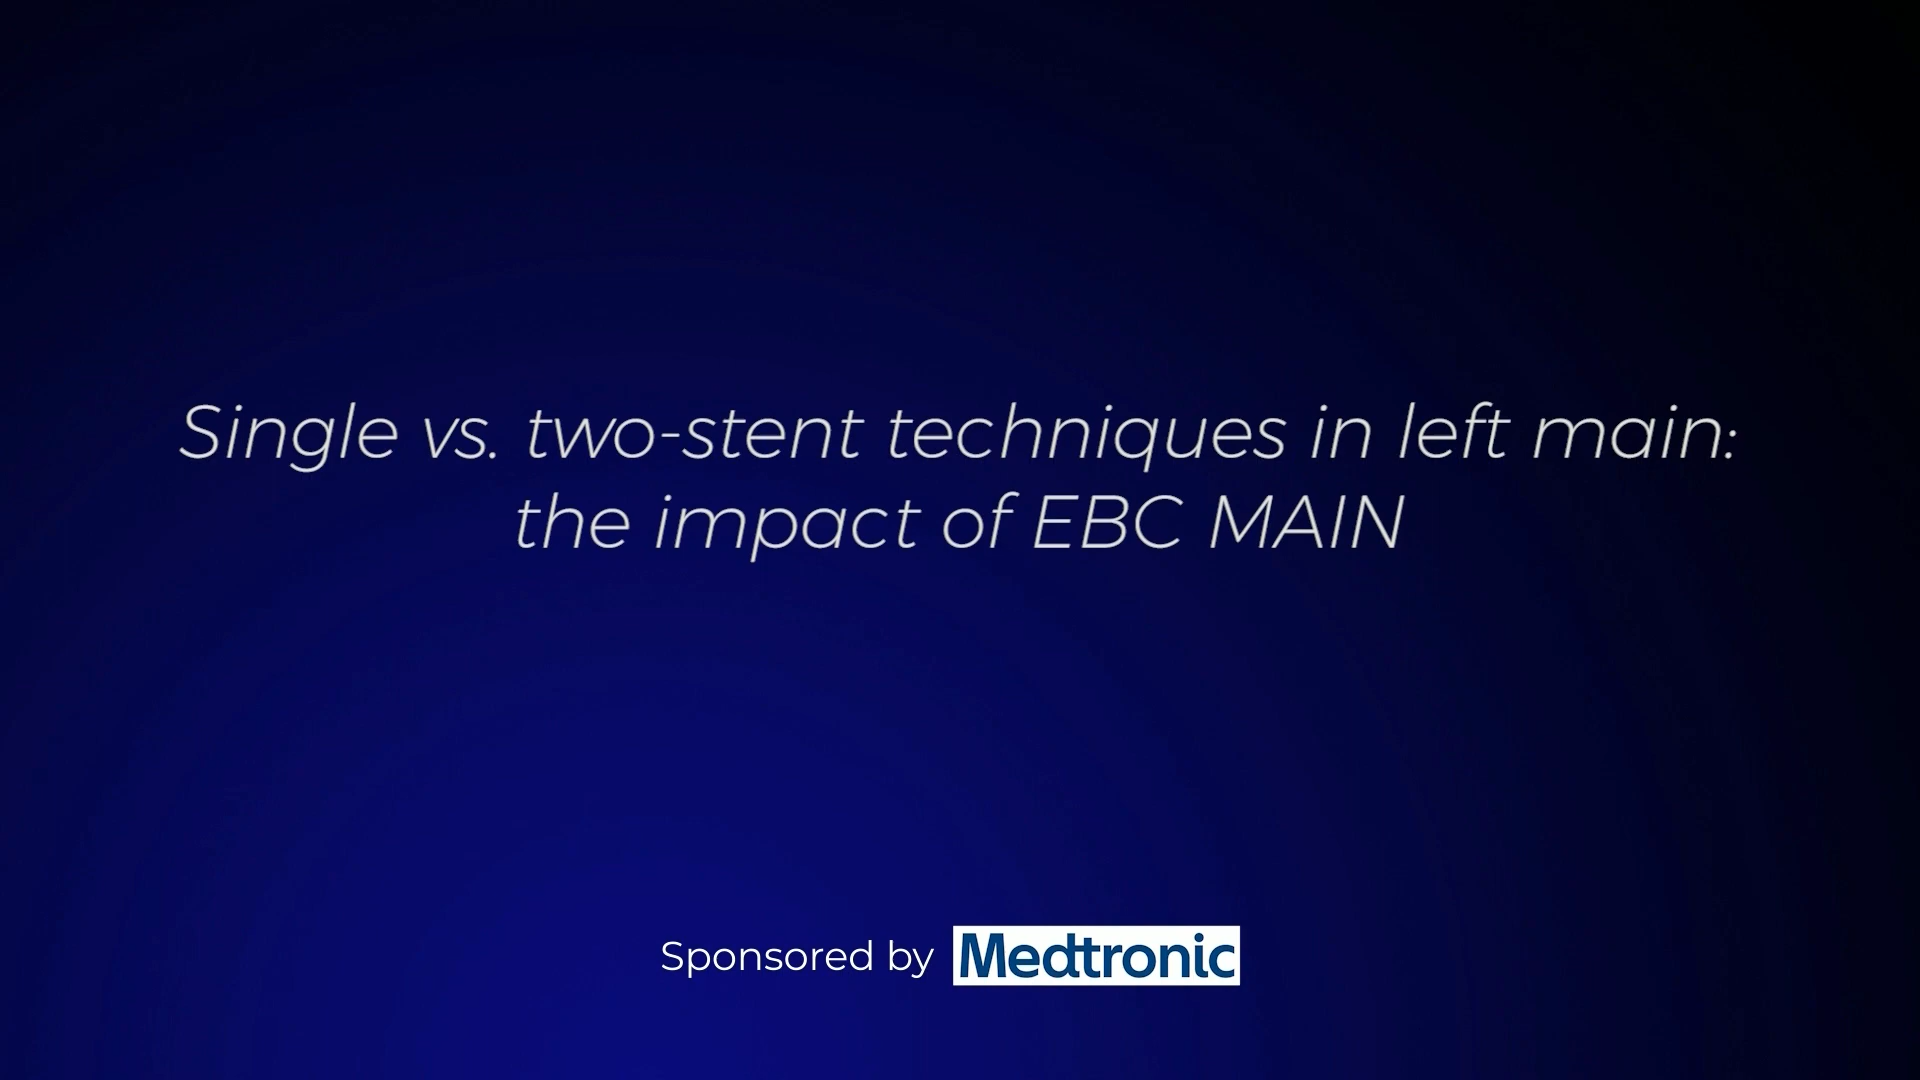 Single vs. two-stent techniques in left main:
the impact of EBC MAIN
Sponsored by Medtronic